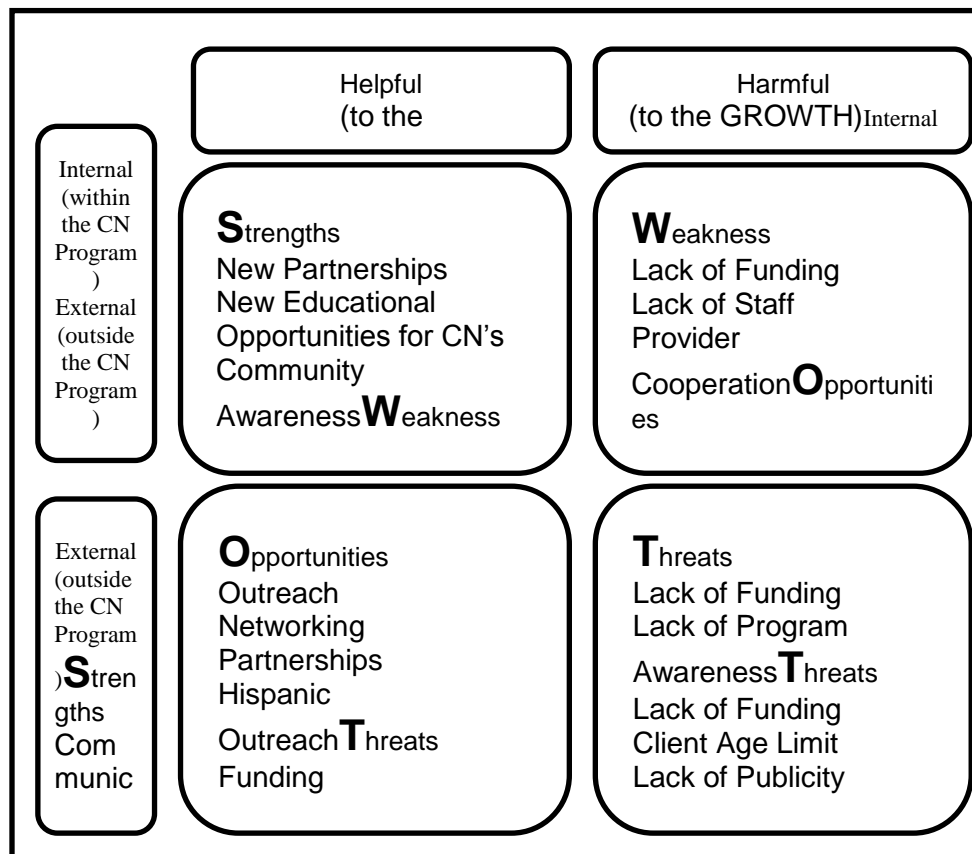 Helpful
(to the
Harmful
(to the GROWTH)Internal
Internal
(within
the CN
Program
)
External
(outside
the CN
Program
)
Strengths
New Partnerships
New Educational
Opportunities for CN’s
Community
AwarenessWeakness
Weakness
Lack of Funding
Lack of Staff
Provider
CooperationOpportuniti
es
External
(outside
the CN
Program
)Stren
gths
Com
munic
Opportunities
Outreach
Networking
Partnerships
Hispanic
OutreachThreats
Funding
Threats
Lack of Funding
Lack of Program
AwarenessThreats
Lack of Funding
Client Age Limit
Lack of Publicity